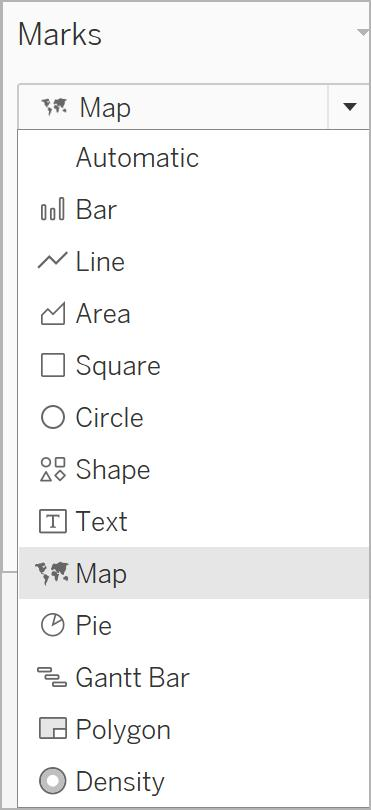 Marks
Map
Automatic
Bar
Line
Area
Square
Circle
Shape
T Text
Map
Pie
Gantt Bar
Polygon
Density